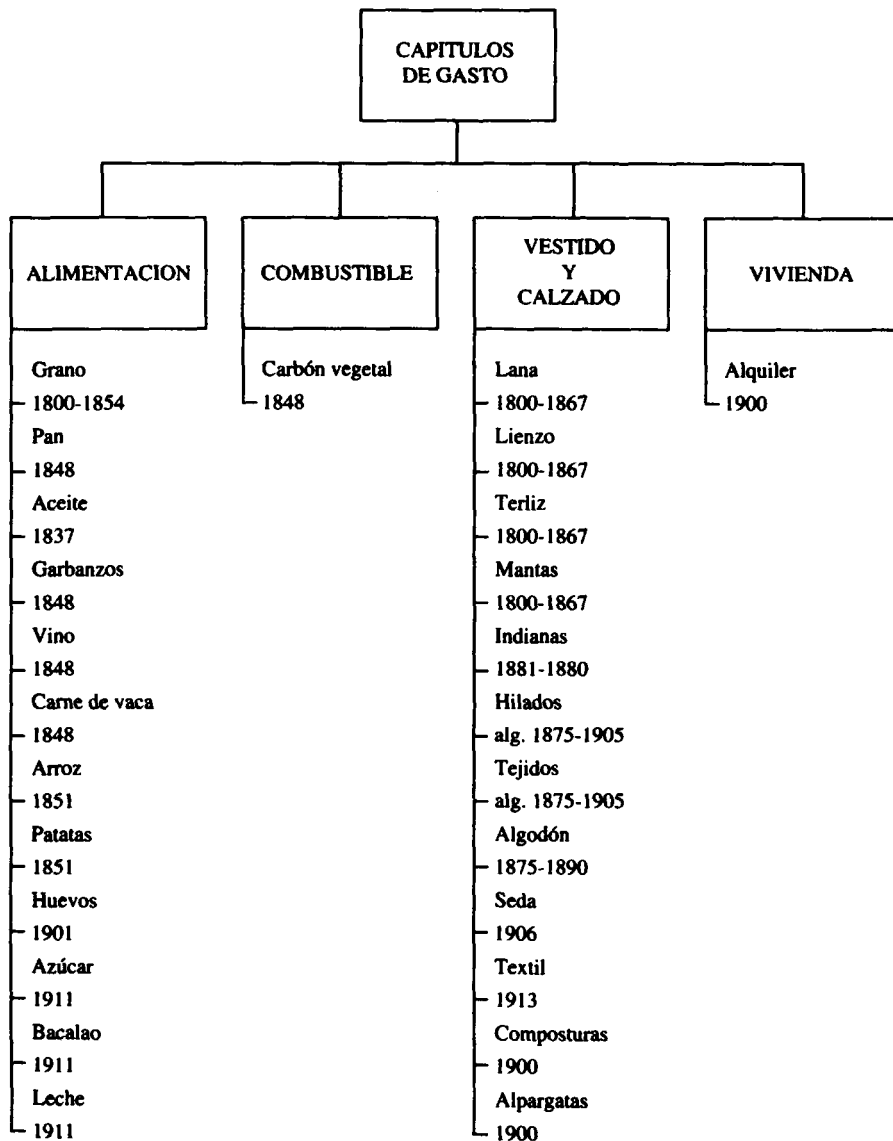 CAPITULOS
DE GASTO
ALIMENTACION
COMBUSTIBLE
VESTIDO
Y
CALZADO
VIVIENDA
Grano
1800-1854
Pan
1848
Aceite
1837
Garbanzos
1848
Vino
1848
Carne de vaca
1848
Arroz
1851
Patatas
1851
Huevos
1901
Azúcar
1911
Bacalao
1911
Leche
1911
Carbón vegetal
1848
Lana
1800-1867
Lienzo
1800-1867
Terliz
1800-1867
Mantas
1800-1867
Indianas
1881-1880
Hilados
alg. 1875-1905
Tejidos
alg. 1875-1905
Algodón
1875-1890
Seda
1906
Textil
1913
Composturas
1900
Alpargatas
1900
Alquiler
1900